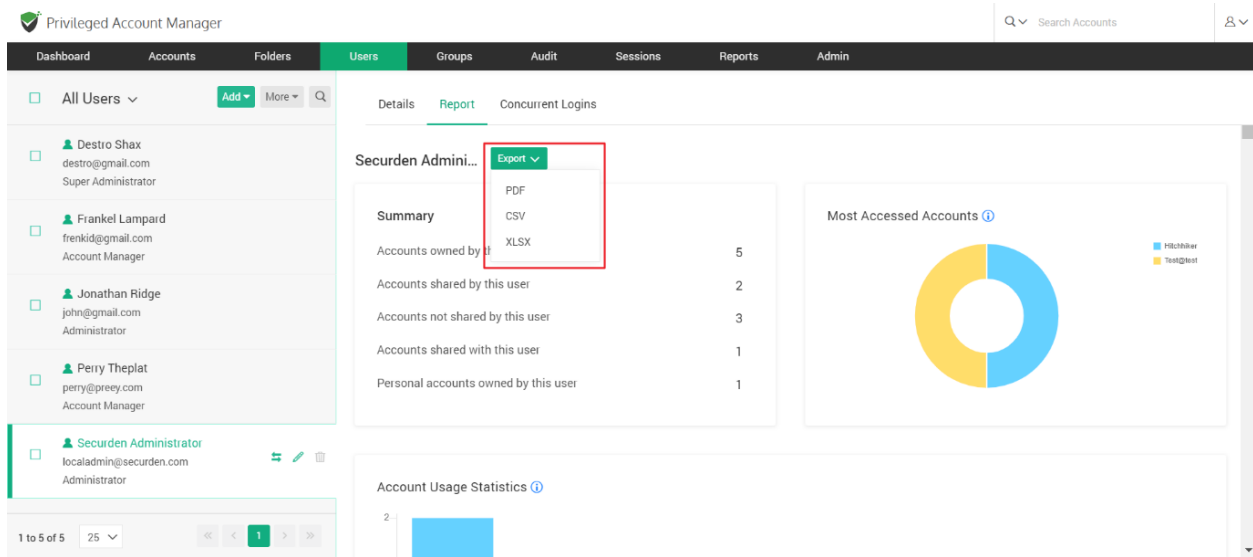 Privileged Account Manager
Search Accounts
Dashboard Accounts Folders Users Groups Audit Sessions Reports Admin
All Users Add More
Destro Shax
destro@gmail.com
Super Administrator
Frankel Lampard
frenkid@gmail.com
Account Manager
Jonathan Ridge
john@gmail.com
Administrator
Perry Theplat
perry@preey.com
Account Manager
Securden Administrator
localadmin@securden.com
Administrator
1 to 5 of 5 25 « < 1 > »
Details Report Concurrent Logins
Securden Admini... Export
PDF
CSV
XLSX
Summary
Accounts owned by th 5
Accounts shared by this user 2
Accounts not shared by this user 3
Accounts shared with this user 1
Personal accounts owned by this user 1
Most Accessed Accounts
Hitchhiker
Test@test
Account Usage Statistics
2